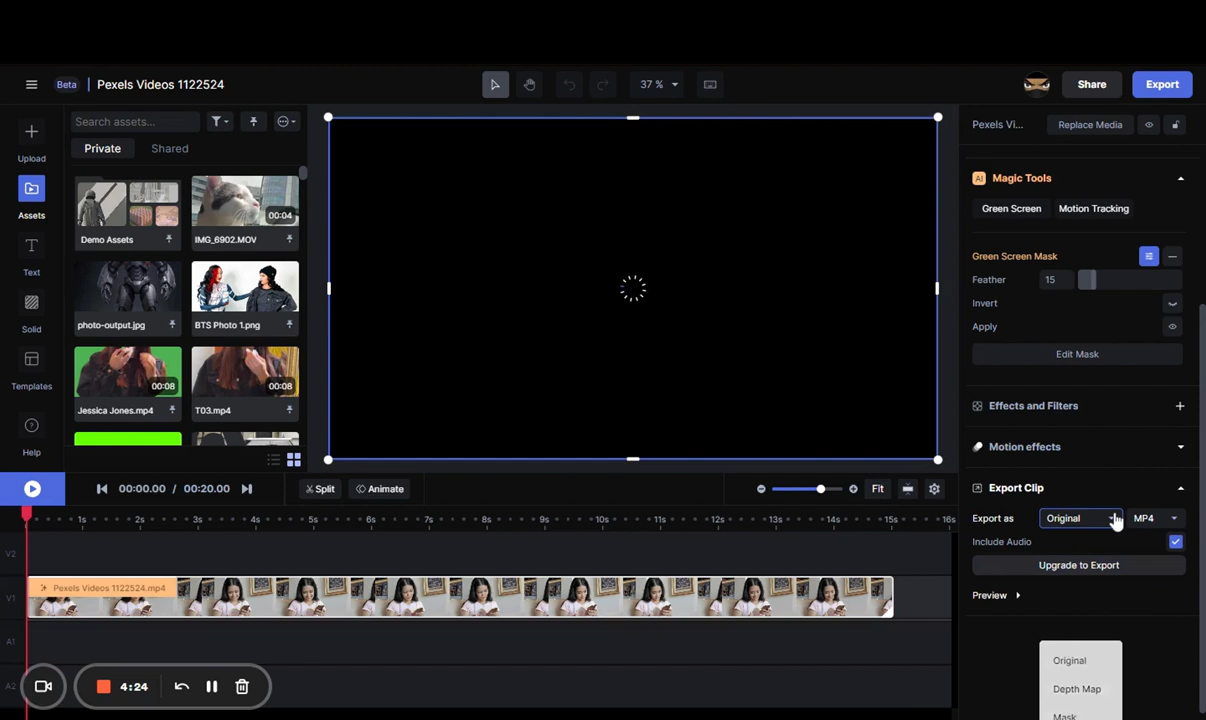 Beta
Pexels Videos 1122524
37 %
Share
Export
Search assets...
Private
Shared
Upload
Assets
Text
Solid
Templates
Help
Demo Assets
00:04
IMG_6902.MOV
photo-output.jpg
BTS Photo 1.png
00:08
Jessica Jones.mp4
00:08
T03.mp4
Pexels Vi...
Replace Media
AI Magic Tools
Green Screen
Motion Tracking
Green Screen Mask
Feather
15
Invert
Apply
Edit Mask
Effects and Filters
Motion effects
Export Clip
Export as
Original
MP4
Include Audio
Upgrade to Export
Preview
Original
Depth Map
Mask
00:00.00 / 00:20.00
Split
Animate
Fit
1s 2s 3s 4s 5s 6s 7s 8s 9s 10s 11s 12s 13s 14s 15s 16s
V2
V1
Pexels Videos 1122524.mp4
A1
A2
4:24